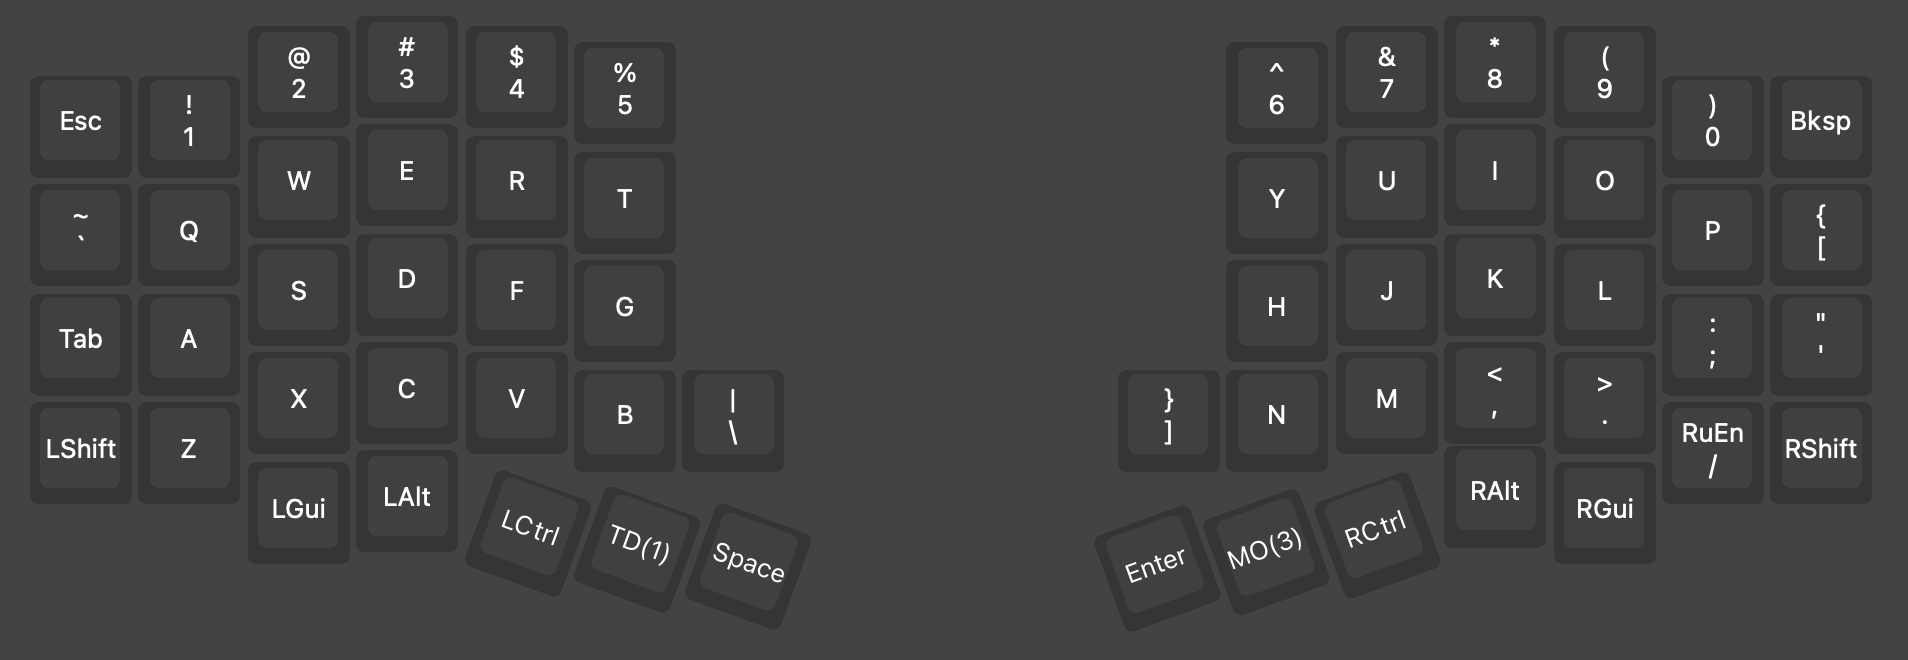 Esc
!
1
@
2
#
3
$
4
%
5
^
6
&
7
*
8
(
9
)
0
Bksp
~
`
Q
W
E
R
T
Y
U
I
O
P
{
[
Tab
A
S
D
F
G
H
J
K
L
:
;
"
'
LShift
Z
X
C
V
B
|
\
}
]
N
M
<
,
>
.
RuEn
/
RShift
LGui
LAlt
LCtrl
TD(1)
Space
Enter
MO(3)
RCtrl
RAlt
RGui